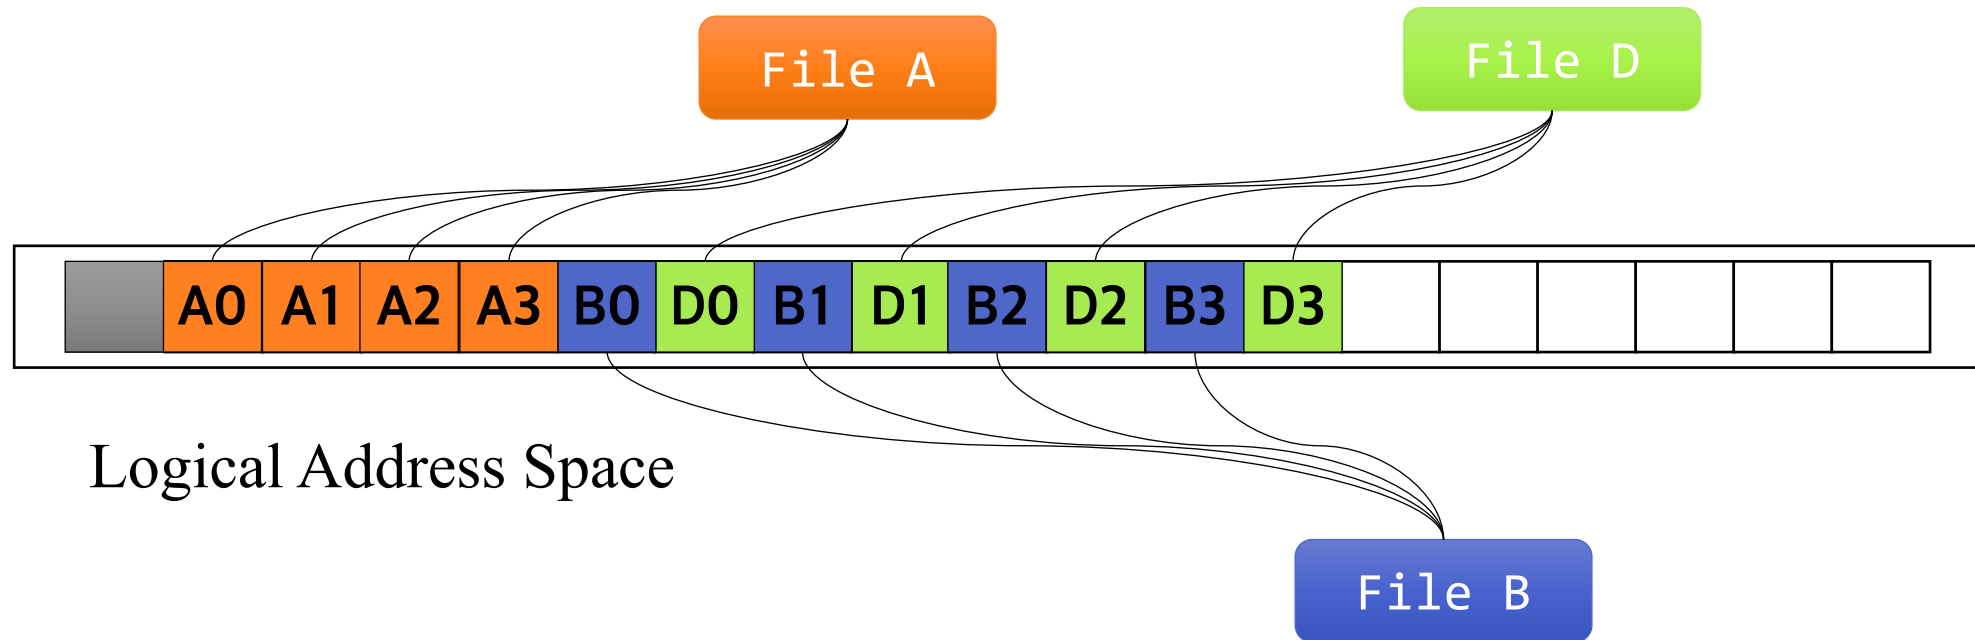 File A
File D
A0 A1 A2 A3 B0 D0 B1 D1 B2 D2 B3 D3
Logical Address Space
File B